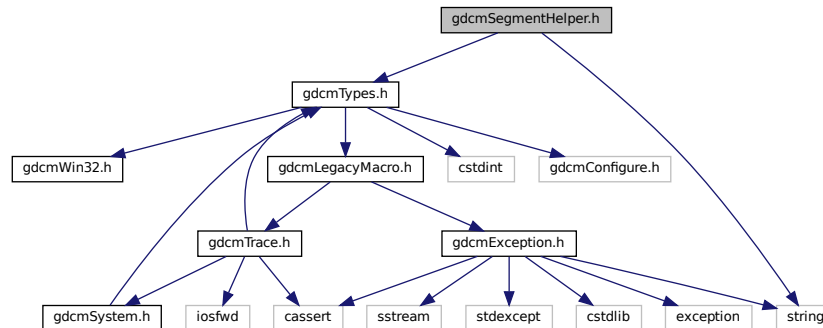 gdcmSegmentHelper.h
gdcmTypes.h
gdcmWin32.h
gdcmLegacyMacro.h
cstdint
gdcmConfigure.h
gdcmTrace.h
gdcmException.h
gdcmSystem.h
iosfwd
cassert
sstream
stdexcept
cstdlib
exception
string